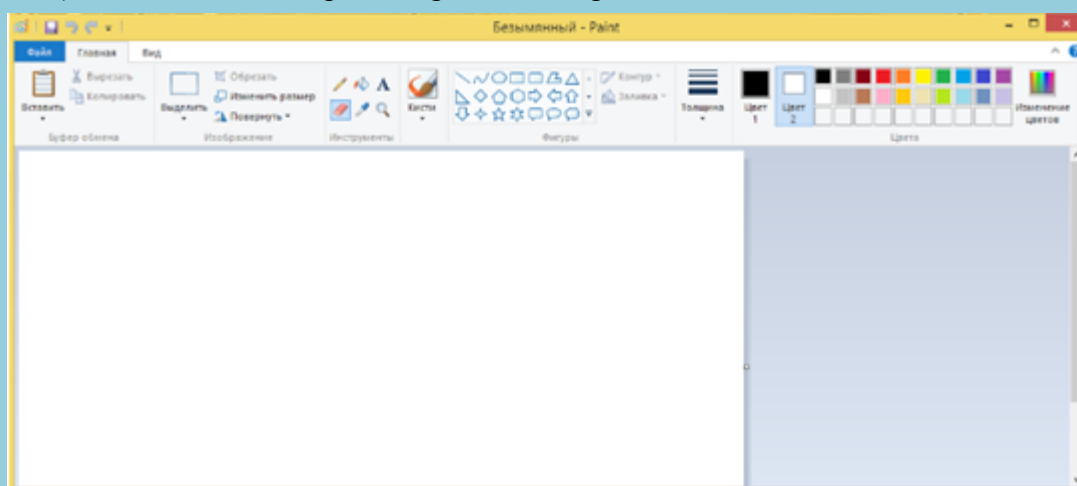 Безымянный - Paint
Файл Главная Вид
Вставить
Вырезать
Копировать
Буфер обмена
Выделить
Обрезать
Изменить размер
Повернуть
Изображение
A
Инструменты
Кисти
Контур
Заливка
Фигуры
Толщина
Цвет 1
Цвет 2
Изменение
цветов
Цвета